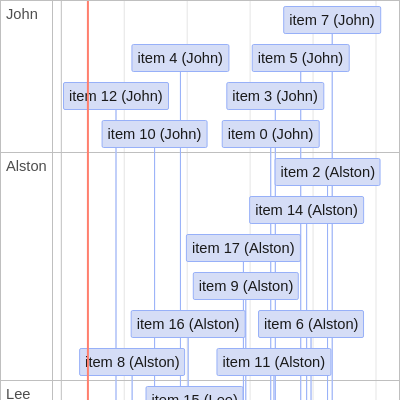 John
item 7 (John)
item 4 (John)
item 5 (John)
item 12 (John)
item 3 (John)
item 10 (John)
item 0 (John)
Alston
item 2 (Alston)
item 14 (Alston)
item 17 (Alston)
item 9 (Alston)
item 16 (Alston)
item 6 (Alston)
item 8 (Alston)
item 11 (Alston)
Lee
item 15 (Lee)